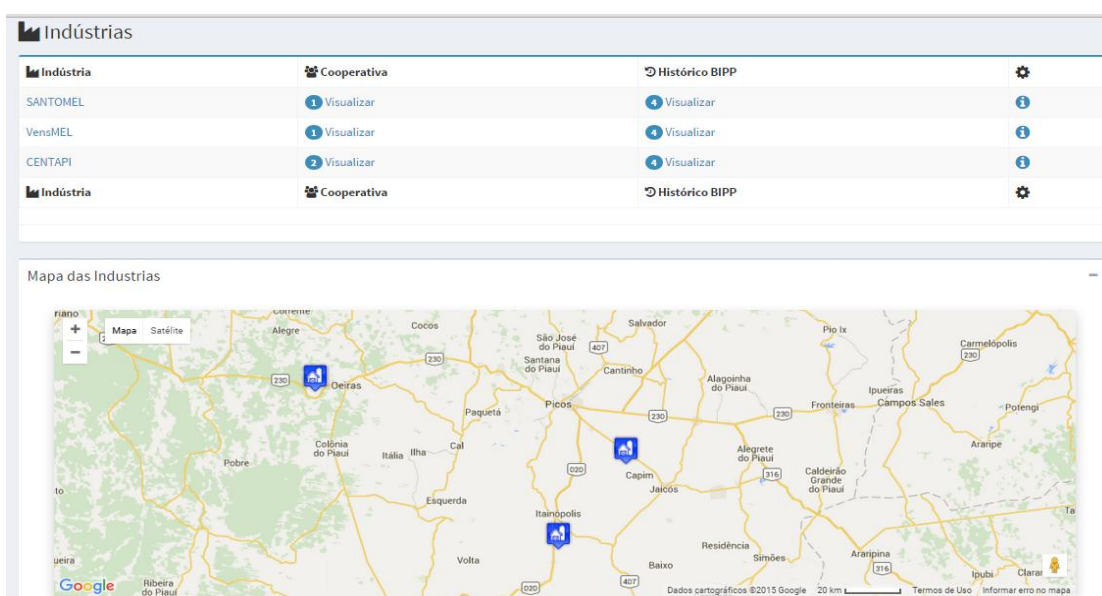 Indústrias
Indústria Cooperativa Histórico BIPP
SANTOMEL 1 Visualizar 4 Visualizar
VensMEL 1 Visualizar 4 Visualizar
CENTAPI 2 Visualizar 4 Visualizar
Indústria Cooperativa Histórico BIPP
Mapa das Industrias
riano
Corrente
Mapa Satélite
Alegre
Cocos
São José
do Piauí
407
Salvador
Pio Ix
Carmelópolis
230
230
Santana
do Piauí
Cantinho
230
Oeiras
Alagoinha
do Piauí
Ipueiras
Paquetá
Picos
230
230
Fronteiras
Campos Sales
Potengi
Colônia
do Piauí
Itália
Ilha
Cal
Pobre
Alegrete
do Piauí
Araripe
020
Capim
316
Caldeirão
Grande
do Piauí
Jaicós
to
Esquerda
Itainópolis
Ta
ueira
Volta
Residência
Simões
Baixo
Araripina
316
Ipubi
Clarar
Google
Ribeira
do Piauí
020
407
Dados cartográficos ©2015 Google 20 km Termos de Uso Informar erro no mapa